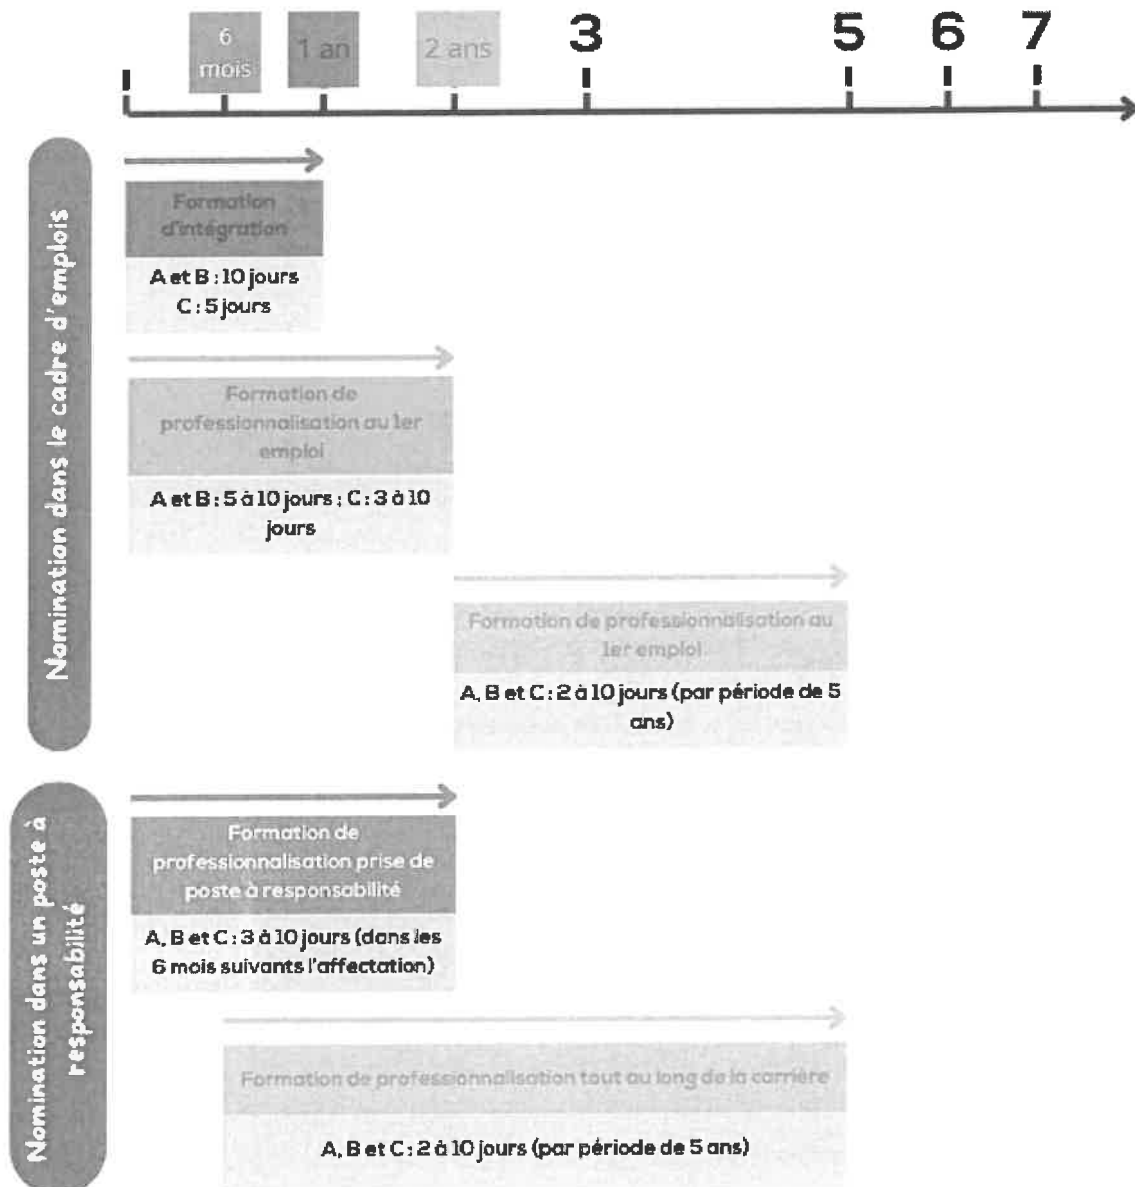 6
mois
1 an
2 ans
3
5
6
7
Nomination dans le cadre d'emplois
Formation
d'intégration
A et B : 10 jours
C : 5 jours
Formation de
professionnalisation au 1er
emploi
A et B : 5 à 10 jours ; C : 3 à 10
jours
Formation de professionnalisation au
1er emploi
A, B et C : 2 à 10 jours (par période de 5
ans)
Nomination dans un poste à
responsabilité
Formation de
professionnalisation prise de
poste à responsabilité
A, B et C : 3 à 10 jours (dans les
6 mois suivants l'affectation)
Formation de professionnalisation tout au long de la carrière
A, B et C : 2 à 10 jours (par période de 5 ans)